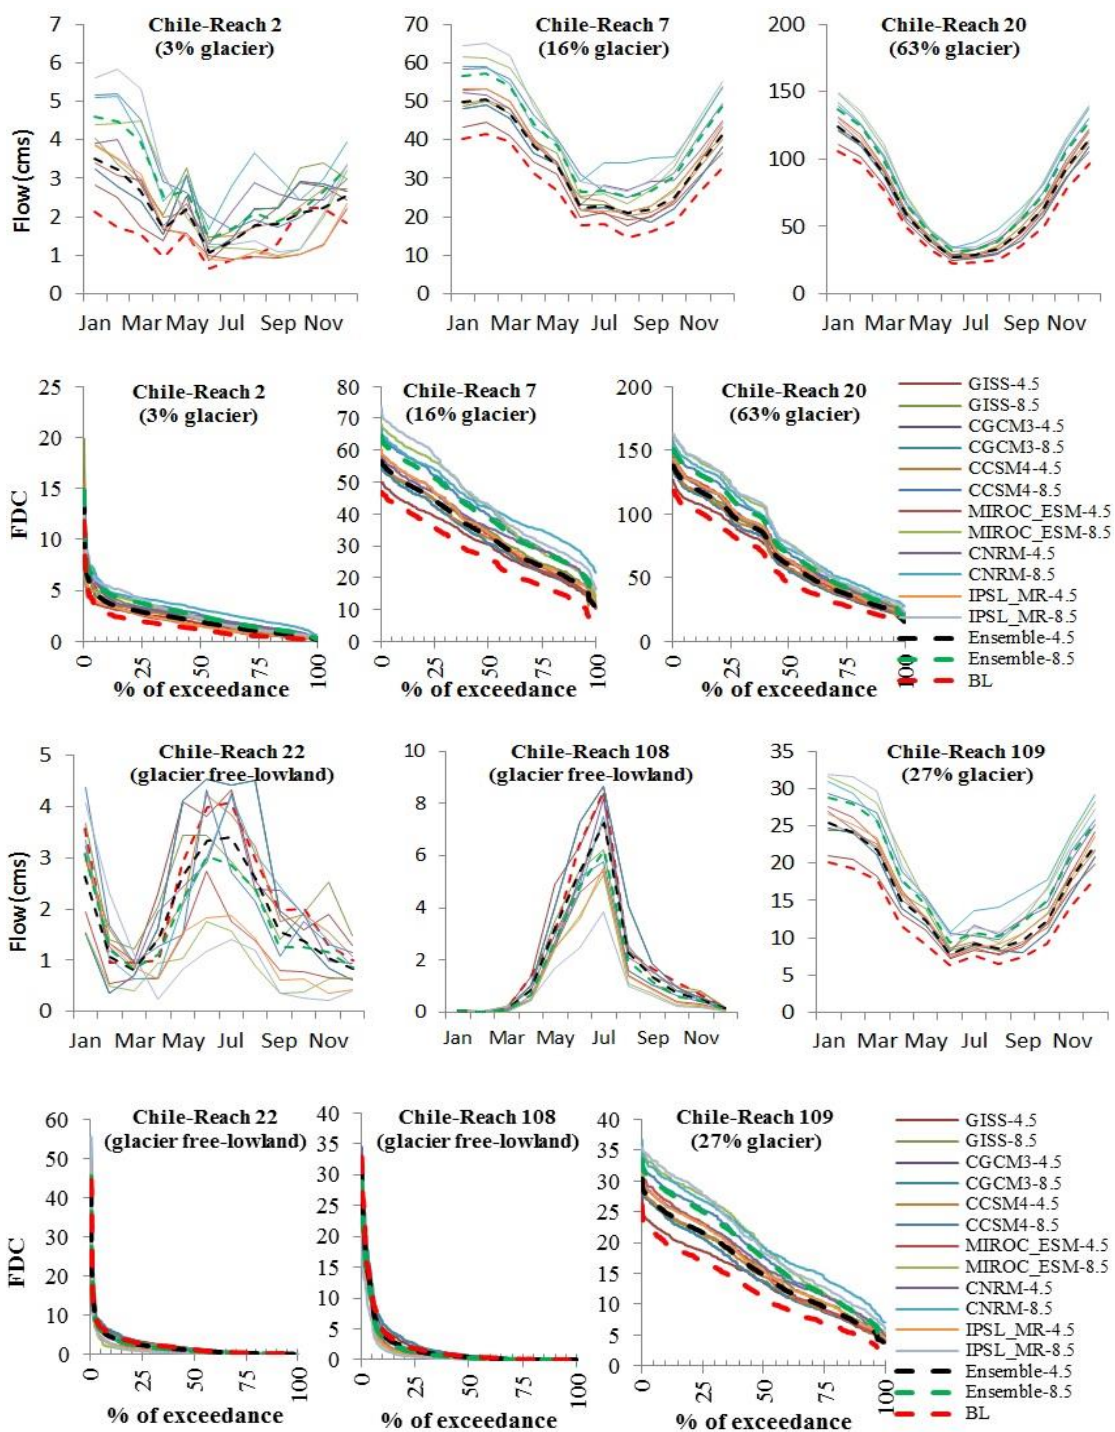 Chile-Reach 2
(3% glacier)
Chile-Reach 7
(16% glacier)
Chile-Reach 20
(63% glacier)
Flow (cms)
7
6
5
4
3
2
1
0
Jan Mar May Jul Sep Nov
70
60
50
40
30
20
10
0
Jan Mar May Jul Sep Nov
200
150
100
50
0
Jan Mar May Jul Sep Nov
Chile-Reach 2
(3% glacier)
Chile-Reach 7
(16% glacier)
Chile-Reach 20
(63% glacier)
FDC
25
20
15
10
5
0
0 25 50 75 100
% of exceedance
80
70
60
50
40
30
20
10
0
0 25 50 75 100
% of exceedance
200
150
100
50
0
0 25 50 75 100
% of exceedance
GISS-4.5
GISS-8.5
CGCM3-4.5
CGCM3-8.5
CCSM4-4.5
CCSM4-8.5
MIROC_ESM-4.5
MIROC_ESM-8.5
CNRM-4.5
CNRM-8.5
IPSL_MR-4.5
IPSL_MR-8.5
Ensemble-4.5
Ensemble-8.5
BL
Chile-Reach 22
(glacier free-lowland)
Chile-Reach 108
(glacier free-lowland)
Chile-Reach 109
(27% glacier)
Flow (cms)
5
4
3
2
1
0
Jan Mar May Jul Sep Nov
10
8
6
4
2
0
Jan Mar May Jul Sep Nov
35
30
25
20
15
10
5
0
Jan Mar May Jul Sep Nov
Chile-Reach 22
(glacier free-lowland)
Chile-Reach 108
(glacier free-lowland)
Chile-Reach 109
(27% glacier)
FDC
60
50
40
30
20
10
0
0 25 50 75 100
% of exceedance
40
35
30
25
20
15
10
5
0
0 25 50 75 100
% of exceedance
40
35
30
25
20
15
10
5
0
0 25 50 75 100
% of exceedance
GISS-4.5
GISS-8.5
CGCM3-4.5
CGCM3-8.5
CCSM4-4.5
CCSM4-8.5
MIROC_ESM-4.5
MIROC_ESM-8.5
CNRM-4.5
CNRM-8.5
IPSL_MR-4.5
IPSL_MR-8.5
Ensemble-4.5
Ensemble-8.5
BL